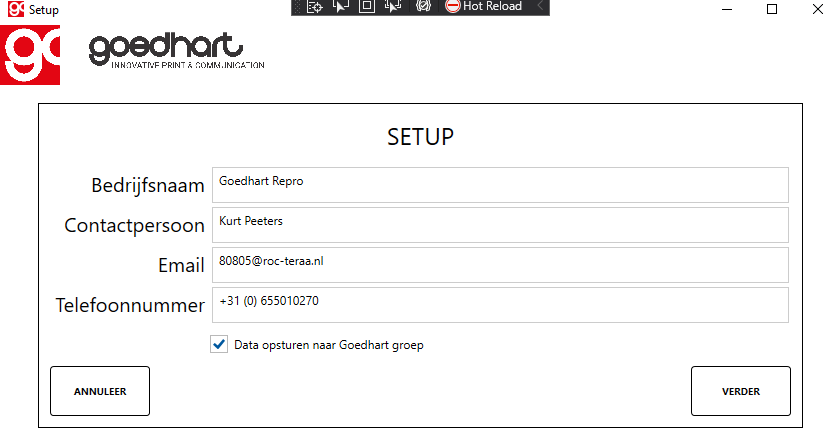 Setup
Hot Reload
go
goedhart
INNOVATIVE PRINT & COMMUNICATION
SETUP
Bedrijfsnaam Goedhart Repro
Contactpersoon Kurt Peeters
Email 80805@roc-teraa.nl
Telefoonnummer +31 (0) 655010270
Data opsturen naar Goedhart groep
ANNULEER VERDER